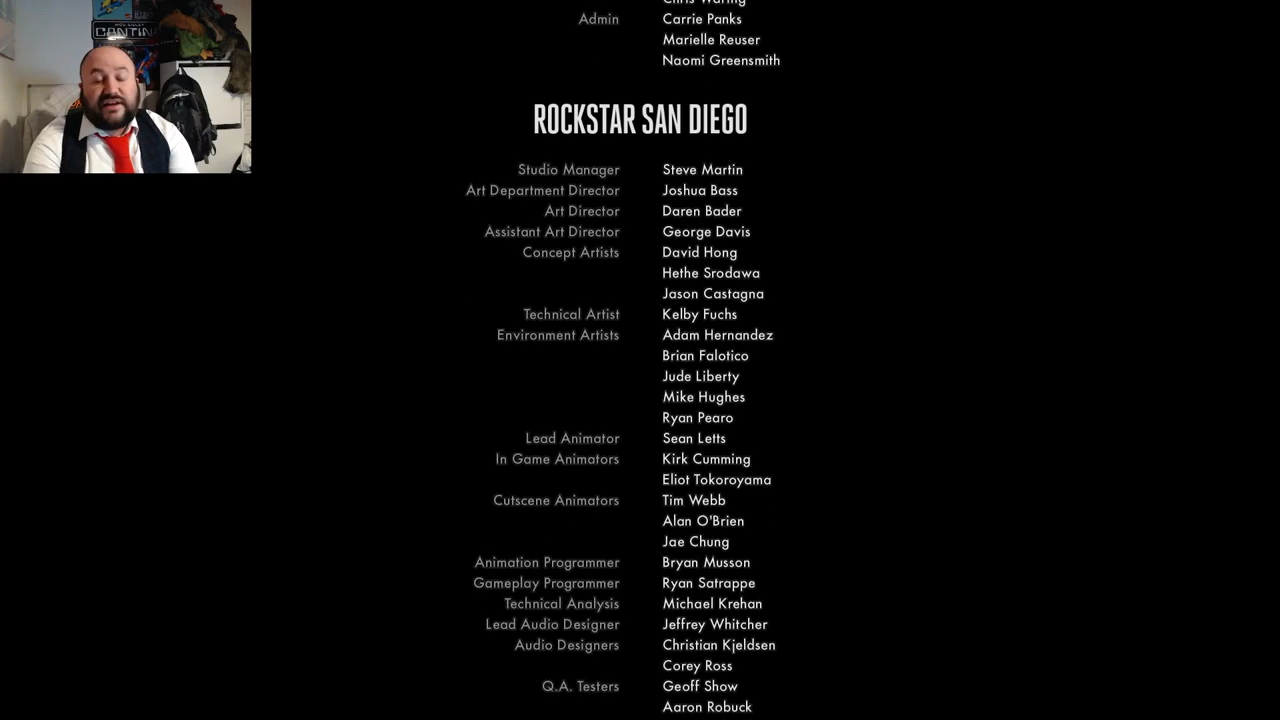 CANTIN
Chris Waring
Admin Carrie Panks
Marielle Reuser
Naomi Greensmith
ROCKSTAR SAN DIEGO
Studio Manager Steve Martin
Art Department Director Joshua Bass
Art Director Daren Bader
Assistant Art Director George Davis
Concept Artists David Hong
Hethe Srodawa
Jason Castagna
Technical Artist Kelby Fuchs
Environment Artists Adam Hernandez
Brian Falotico
Jude Liberty
Mike Hughes
Ryan Pearo
Lead Animator Sean Letts
In Game Animators Kirk Cumming
Eliot Tokoroyama
Cutscene Animators Tim Webb
Alan O'Brien
Jae Chung
Animation Programmer Bryan Musson
Gameplay Programmer Ryan Satrappe
Technical Analysis Michael Krehan
Lead Audio Designer Jeffrey Whitcher
Audio Designers Christian Kjeldsen
Corey Ross
Q.A. Testers Geoff Show
Aaron Robuck